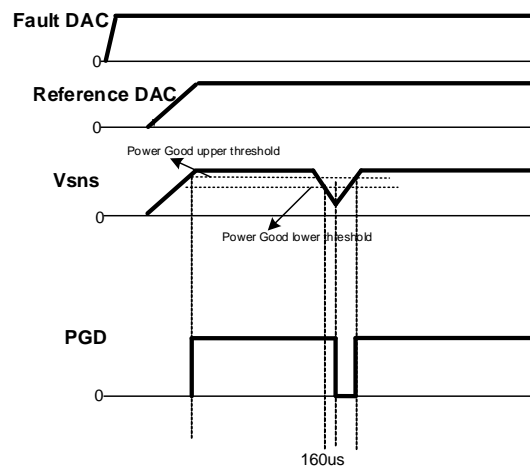 Fault DAC
0
Reference DAC
0
Power Good upper threshold
Vsns
0
Power Good lower threshold
PGD
0
160us